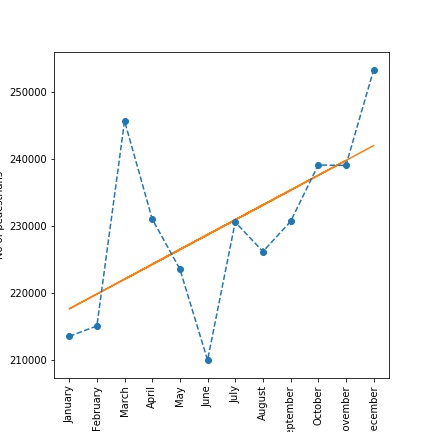 250000
240000
230000
220000
210000
No of pedestrians
January
February
March
April
May
June
July
August
eptember
October
ovember
ecember